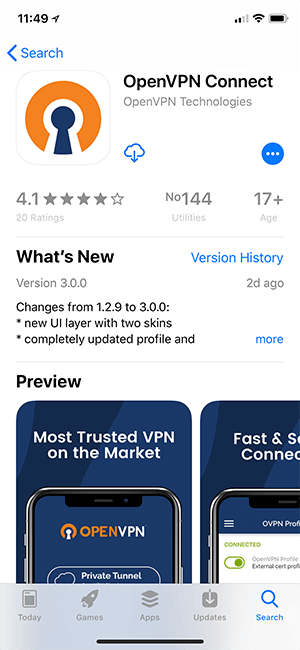 11:49
Search
OpenVPN Connect
OpenVPN Technologies
4.1
20 Ratings
No144
Utilities
17+
Age
What's New
Version History
Version 3.0.0
2d ago
Changes from 1.2.9 to 3.0.0:
* new UI layer with two skins
* completely updated profile and
more
Preview
Most Trusted VPN
on the Market
OPENVPN
Private Tunnel
Fast & Se
Connec
OVPN Profi
CONNECTED
OpenVPN Profile
External cert profi
Today
Games
Apps
Updates
Search